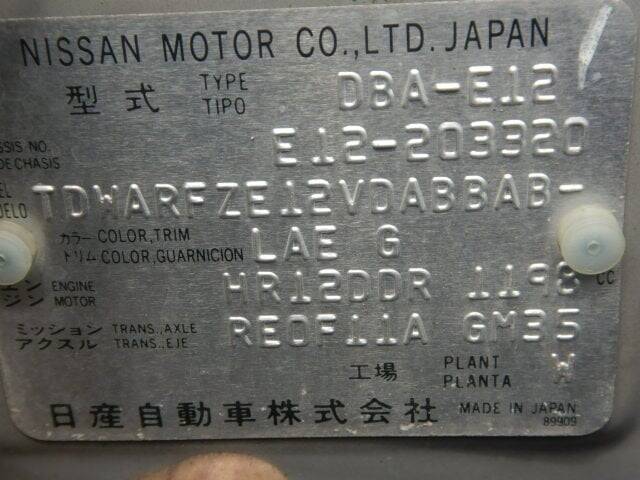 NISSAN MOTOR CO.,LTD. JAPAN
型式 TYPE TIPO DBA-E12
SSIS NO. DE CHASIS E12-203320
EL DELO TDWARFZE12VDABBAB-
カラー COLOR,TRIM
トリム COLOR,GUARNICION LAE G
エンジン ENGINE MOTOR HR12DDR 1198 CC
ミッション TRANS.,AXLE
アクスル TRANS.,EJE RE0F11A GM35
工場 PLANT PLANTA W
日産自動車株式会社 MADE IN JAPAN
89909